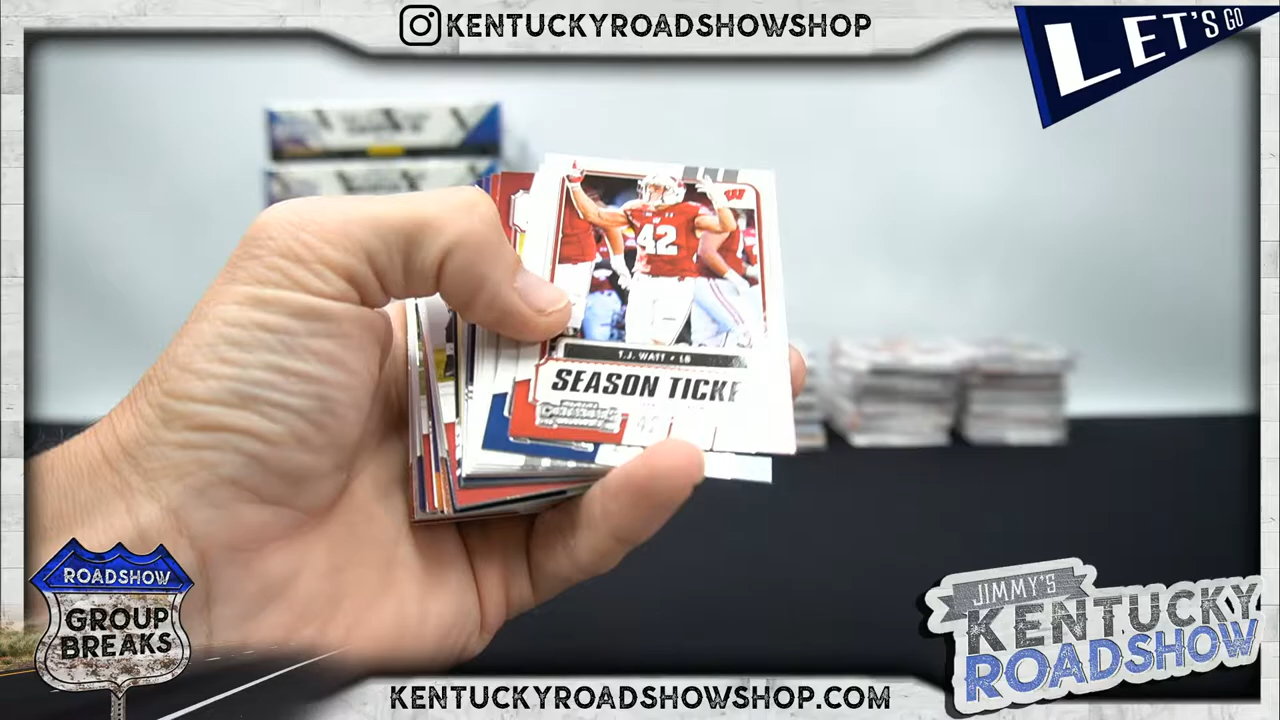 KENTUCKYROADSHOWSHOP
LET'S GO
W
42
T.J. WATT • LB
SEASON TICKE
ROADSHOW
GROUP
BREAKS
JIMMY'S
KENTUCKY
ROADSHOW
KENTUCKYROADSHOWSHOP.COM